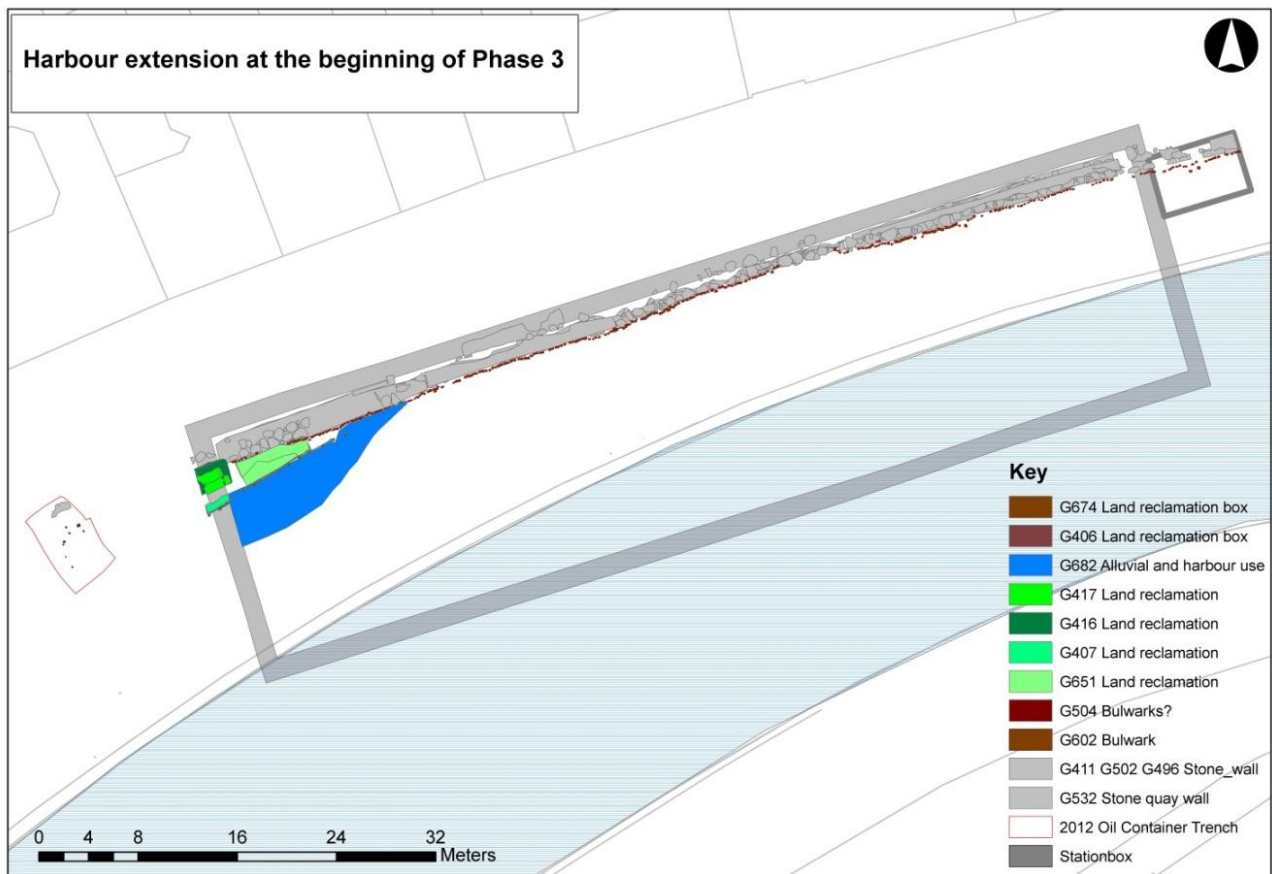 Harbour extension at the beginning of Phase 3
Key
G674 Land reclamation box
G406 Land reclamation box
G682 Alluvial and harbour use
G417 Land reclamation
G416 Land reclamation
G407 Land reclamation
G651 Land reclamation
G504 Bulwarks?
G602 Bulwark
G411 G502 G496 Stone_wall
G532 Stone quay wall
2012 Oil Container Trench
Stationbox
0 4 8 16 24 32
Meters